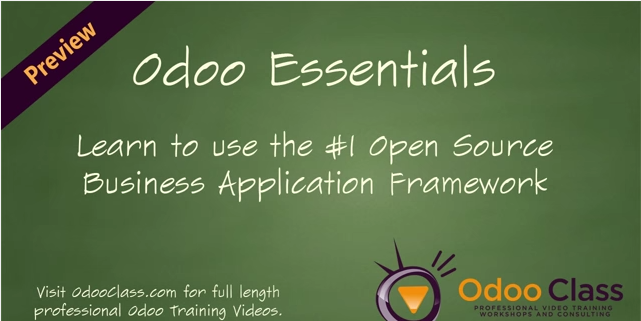 Preview
Odoo Essentials
Learn to use the #1 Open Source
Business Application Framework
Visit OdooClass.com for full length
professional Odoo Training Videos.
Odoo Class
PROFESSIONAL VIDEO TRAINING
WORKSHOPS AND CONSULTING